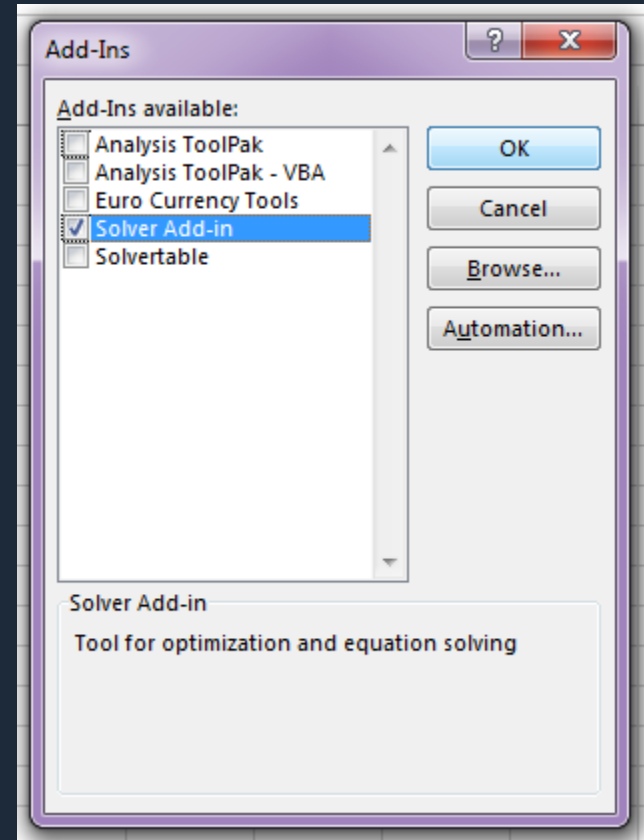 Add-Ins
Add-Ins available:
Analysis ToolPak
Analysis ToolPak - VBA
Euro Currency Tools
Solver Add-in
Solvertable
OK
Cancel
Browse...
Automation...
Solver Add-in
Tool for optimization and equation solving